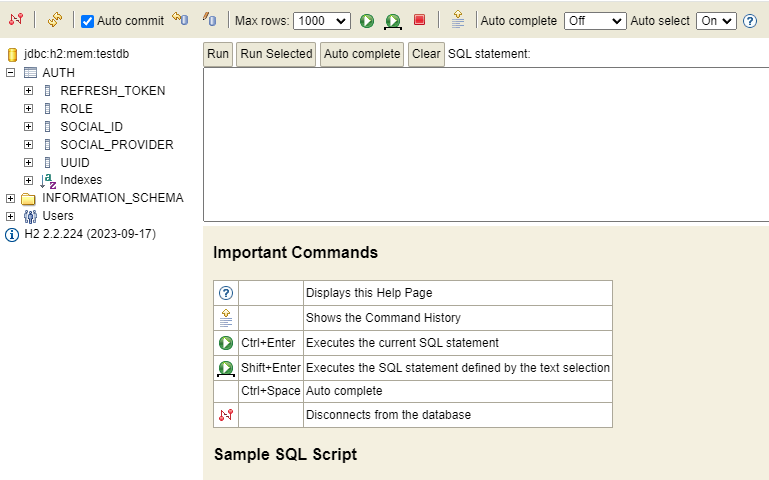 Auto commit Max rows: 1000 Auto complete Off Auto select On
jdbc:h2:mem:testdb
AUTH
REFRESH_TOKEN
ROLE
SOCIAL_ID
SOCIAL_PROVIDER
UUID
Indexes
INFORMATION_SCHEMA
Users
H2 2.2.224 (2023-09-17)
Run Run Selected Auto complete Clear SQL statement:
Important Commands
Displays this Help Page
Shows the Command History
Ctrl+Enter Executes the current SQL statement
Shift+Enter Executes the SQL statement defined by the text selection
Ctrl+Space Auto complete
Disconnects from the database
Sample SQL Script